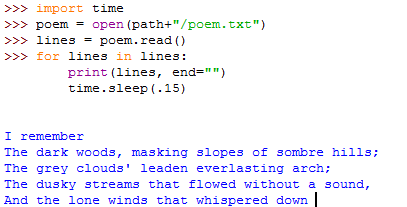 >>> import time
>>> poem = open(path+"/poem.txt")
>>> lines = poem.read()
>>> for lines in lines:
        print(lines, end="")
        time.sleep(.15)

I remember
The dark woods, masking slopes of sombre hills;
The grey clouds' leaden everlasting arch;
The dusky streams that flowed without a sound,
And the lone winds that whispered down